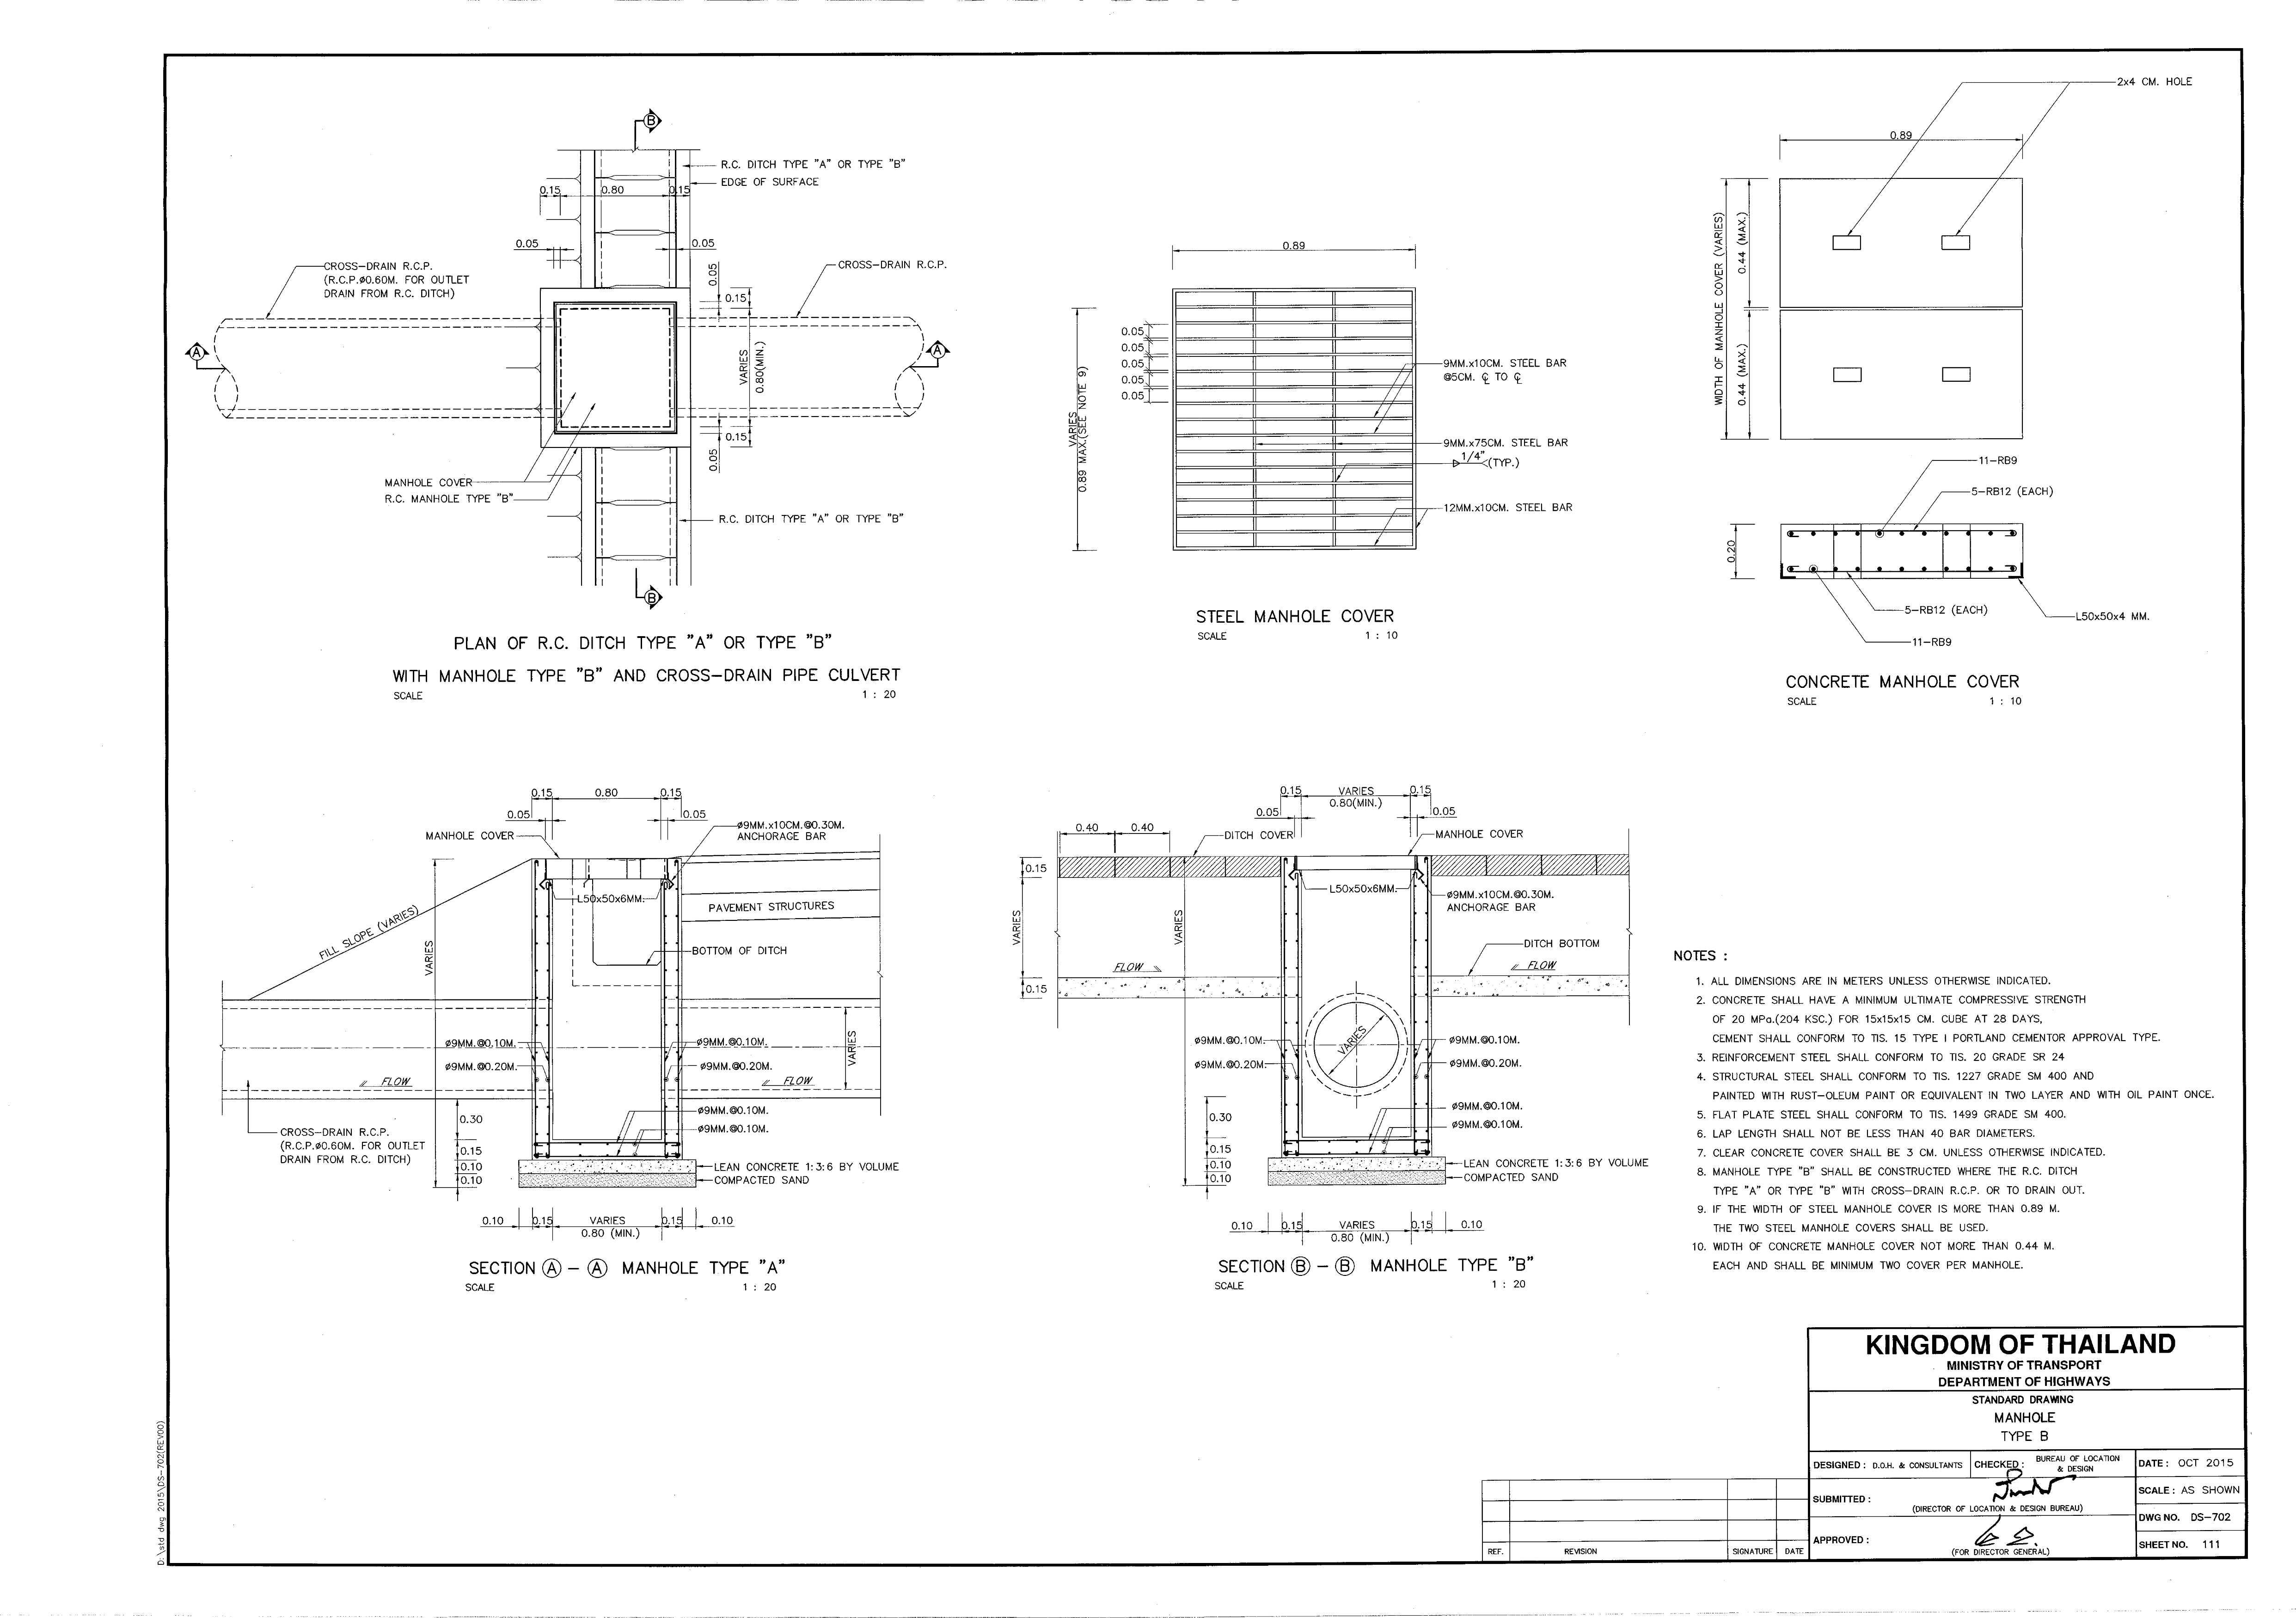 B
R.C. DITCH TYPE "A" OR TYPE "B"
EDGE OF SURFACE
0.15
0.80
0.15
0.05
0.05
CROSS-DRAIN R.C.P.
(R.C.P.ø0.60M. FOR OUTLET
DRAIN FROM R.C. DITCH)
0.05
0.15
CROSS-DRAIN R.C.P.
A
A
VARIES
0.80(MIN.)
0.15
0.05
MANHOLE COVER
R.C. MANHOLE TYPE "B"
R.C. DITCH TYPE "A" OR TYPE "B"
B
PLAN OF R.C. DITCH TYPE "A" OR TYPE "B"
WITH MANHOLE TYPE "B" AND CROSS-DRAIN PIPE CULVERT
SCALE 1 : 20
0.89
0.05
0.05
0.05
0.05
0.05
VARIES
0.89 MAX.(SEE NOTE 9)
9MM.x10CM. STEEL BAR
@5CM. ℄ TO ℄
9MM.x75CM. STEEL BAR
1/4" (TYP.)
12MM.x10CM. STEEL BAR
STEEL MANHOLE COVER
SCALE 1 : 10
2x4 CM. HOLE
0.89
WIDTH OF MANHOLE COVER (VARIES)
0.44 (MAX.)
0.44 (MAX.)
11-RB9
5-RB12 (EACH)
0.20
5-RB12 (EACH)
L50x50x4 MM.
11-RB9
CONCRETE MANHOLE COVER
SCALE 1 : 10
0.15
0.80
0.15
0.05
0.05
MANHOLE COVER
ø9MM.x10CM.@0.30M.
ANCHORAGE BAR
L50x50x6MM.
PAVEMENT STRUCTURES
FILL SLOPE (VARIES)
VARIES
BOTTOM OF DITCH
ø9MM.@0.10M.
ø9MM.@0.10M.
VARIES
ø9MM.@0.20M.
ø9MM.@0.20M.
FLOW
FLOW
0.30
ø9MM.@0.10M.
ø9MM.@0.10M.
CROSS-DRAIN R.C.P.
(R.C.P.ø0.60M. FOR OUTLET
DRAIN FROM R.C. DITCH)
0.15
0.10
0.10
LEAN CONCRETE 1:3:6 BY VOLUME
COMPACTED SAND
0.10
0.15
VARIES
0.80 (MIN.)
0.15
0.10
SECTION A - A MANHOLE TYPE "A"
SCALE 1 : 20
0.15
VARIES
0.80(MIN.)
0.15
0.05
0.05
0.40
0.40
DITCH COVER
MANHOLE COVER
0.15
L50x50x6MM.
ø9MM.x10CM.@0.30M.
ANCHORAGE BAR
VARIES
VARIES
DITCH BOTTOM
FLOW
FLOW
0.15
VARIES
ø9MM.@0.10M.
ø9MM.@0.10M.
ø9MM.@0.20M.
ø9MM.@0.20M.
0.30
ø9MM.@0.10M.
ø9MM.@0.10M.
0.15
0.10
0.10
LEAN CONCRETE 1:3:6 BY VOLUME
COMPACTED SAND
0.10
0.15
VARIES
0.80 (MIN.)
0.15
0.10
SECTION B - B MANHOLE TYPE "B"
SCALE 1 : 20
NOTES :
1. ALL DIMENSIONS ARE IN METERS UNLESS OTHERWISE INDICATED.
2. CONCRETE SHALL HAVE A MINIMUM ULTIMATE COMPRESSIVE STRENGTH
OF 20 MPa.(204 KSC.) FOR 15x15x15 CM. CUBE AT 28 DAYS,
CEMENT SHALL CONFORM TO TIS. 15 TYPE I PORTLAND CEMENTOR APPROVAL TYPE.
3. REINFORCEMENT STEEL SHALL CONFORM TO TIS. 20 GRADE SR 24
4. STRUCTURAL STEEL SHALL CONFORM TO TIS. 1227 GRADE SM 400 AND
PAINTED WITH RUST-OLEUM PAINT OR EQUIVALENT IN TWO LAYER AND WITH OIL PAINT ONCE.
5. FLAT PLATE STEEL SHALL CONFORM TO TIS. 1499 GRADE SM 400.
6. LAP LENGTH SHALL NOT BE LESS THAN 40 BAR DIAMETERS.
7. CLEAR CONCRETE COVER SHALL BE 3 CM. UNLESS OTHERWISE INDICATED.
8. MANHOLE TYPE "B" SHALL BE CONSTRUCTED WHERE THE R.C. DITCH
TYPE "A" OR TYPE "B" WITH CROSS-DRAIN R.C.P. OR TO DRAIN OUT.
9. IF THE WIDTH OF STEEL MANHOLE COVER IS MORE THAN 0.89 M.
THE TWO STEEL MANHOLE COVERS SHALL BE USED.
10. WIDTH OF CONCRETE MANHOLE COVER NOT MORE THAN 0.44 M.
EACH AND SHALL BE MINIMUM TWO COVER PER MANHOLE.
KINGDOM OF THAILAND
MINISTRY OF TRANSPORT
DEPARTMENT OF HIGHWAYS
STANDARD DRAWING
MANHOLE
TYPE B
DESIGNED : D.O.H. & CONSULTANTS
CHECKED : BUREAU OF LOCATION
& DESIGN
DATE : OCT 2015
SUBMITTED :
(DIRECTOR OF LOCATION & DESIGN BUREAU)
SCALE : AS SHOWN
DWG NO. DS-702
APPROVED :
(FOR DIRECTOR GENERAL)
SHEET NO. 111
REF. REVISION SIGNATURE DATE
D:\std dwg 2015\DS-702(REV00)